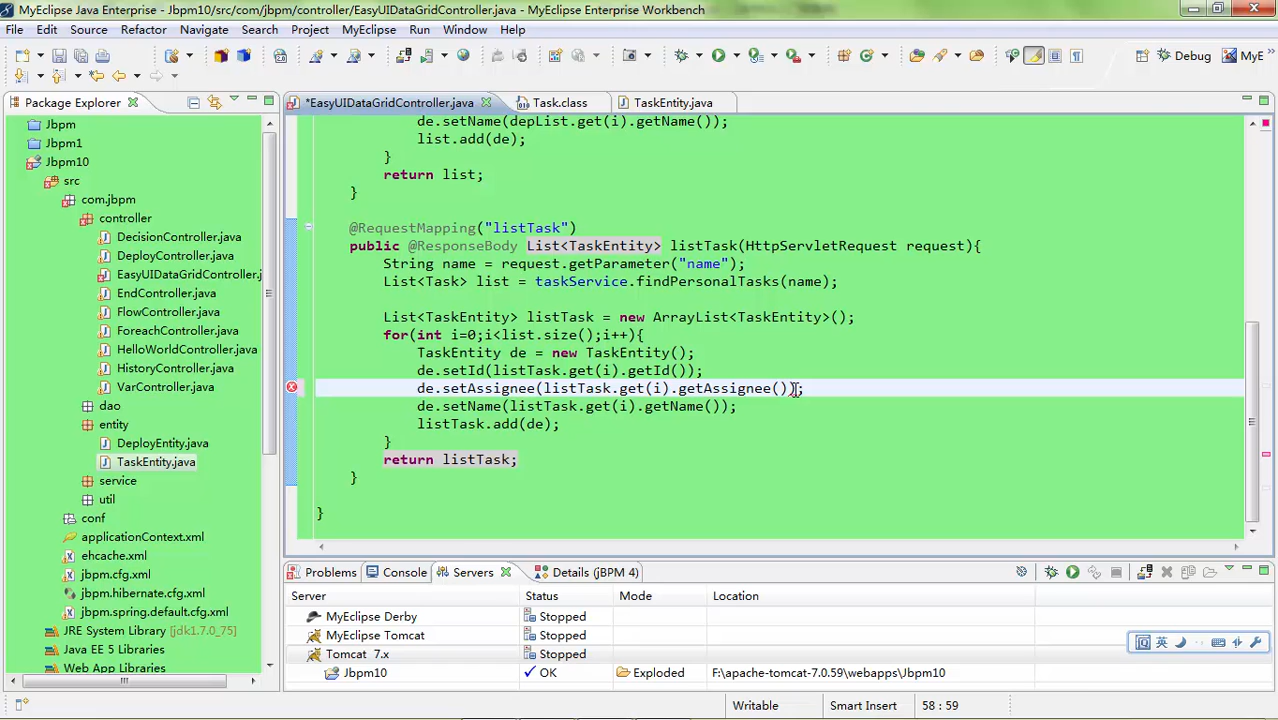 MyEclipse Java Enterprise - Jbpm10/src/com/jbpm/controller/EasyUIDataGridController.java - MyEclipse Enterprise Workbench
File Edit Source Refactor Navigate Search Project MyEclipse Run Window Help
Debug MyE
Package Explorer
*EasyUIDataGridController.java Task.class TaskEntity.java
Jbpm
Jbpm1
Jbpm10
src
com.jbpm
controller
DecisionController.java
DeployController.java
EasyUIDataGridController.j
EndController.java
FlowController.java
ForeachController.java
HelloWorldController.java
HistoryController.java
VarController.java
dao
entity
DeployEntity.java
TaskEntity.java
service
util
conf
applicationContext.xml
ehcache.xml
jbpm.cfg.xml
jbpm.hibernate.cfg.xml
jbpm.spring.default.cfg.xml
JRE System Library [jdk1.7.0_75]
Java EE 5 Libraries
Web App Libraries
de.setName(depList.get(i).getName());
list.add(de);
}
return list;
}
@RequestMapping("listTask")
public @ResponseBody List<TaskEntity> listTask(HttpServletRequest request){
String name = request.getParameter("name");
List<Task> list = taskService.findPersonalTasks(name);
List<TaskEntity> listTask = new ArrayList<TaskEntity>();
for(int i=0;i<list.size();i++){
TaskEntity de = new TaskEntity();
de.setId(listTask.get(i).getId());
de.setAssignee(listTask.get(i).getAssignee());
de.setName(listTask.get(i).getName());
listTask.add(de);
}
return listTask;
}
}
Problems Console Servers Details (jBPM 4)
Server Status Mode Location
MyEclipse Derby Stopped
MyEclipse Tomcat Stopped
Tomcat 7.x Stopped
Jbpm10 OK Exploded F:\apache-tomcat-7.0.59\webapps\Jbpm10
英
Writable Smart Insert 58 : 59